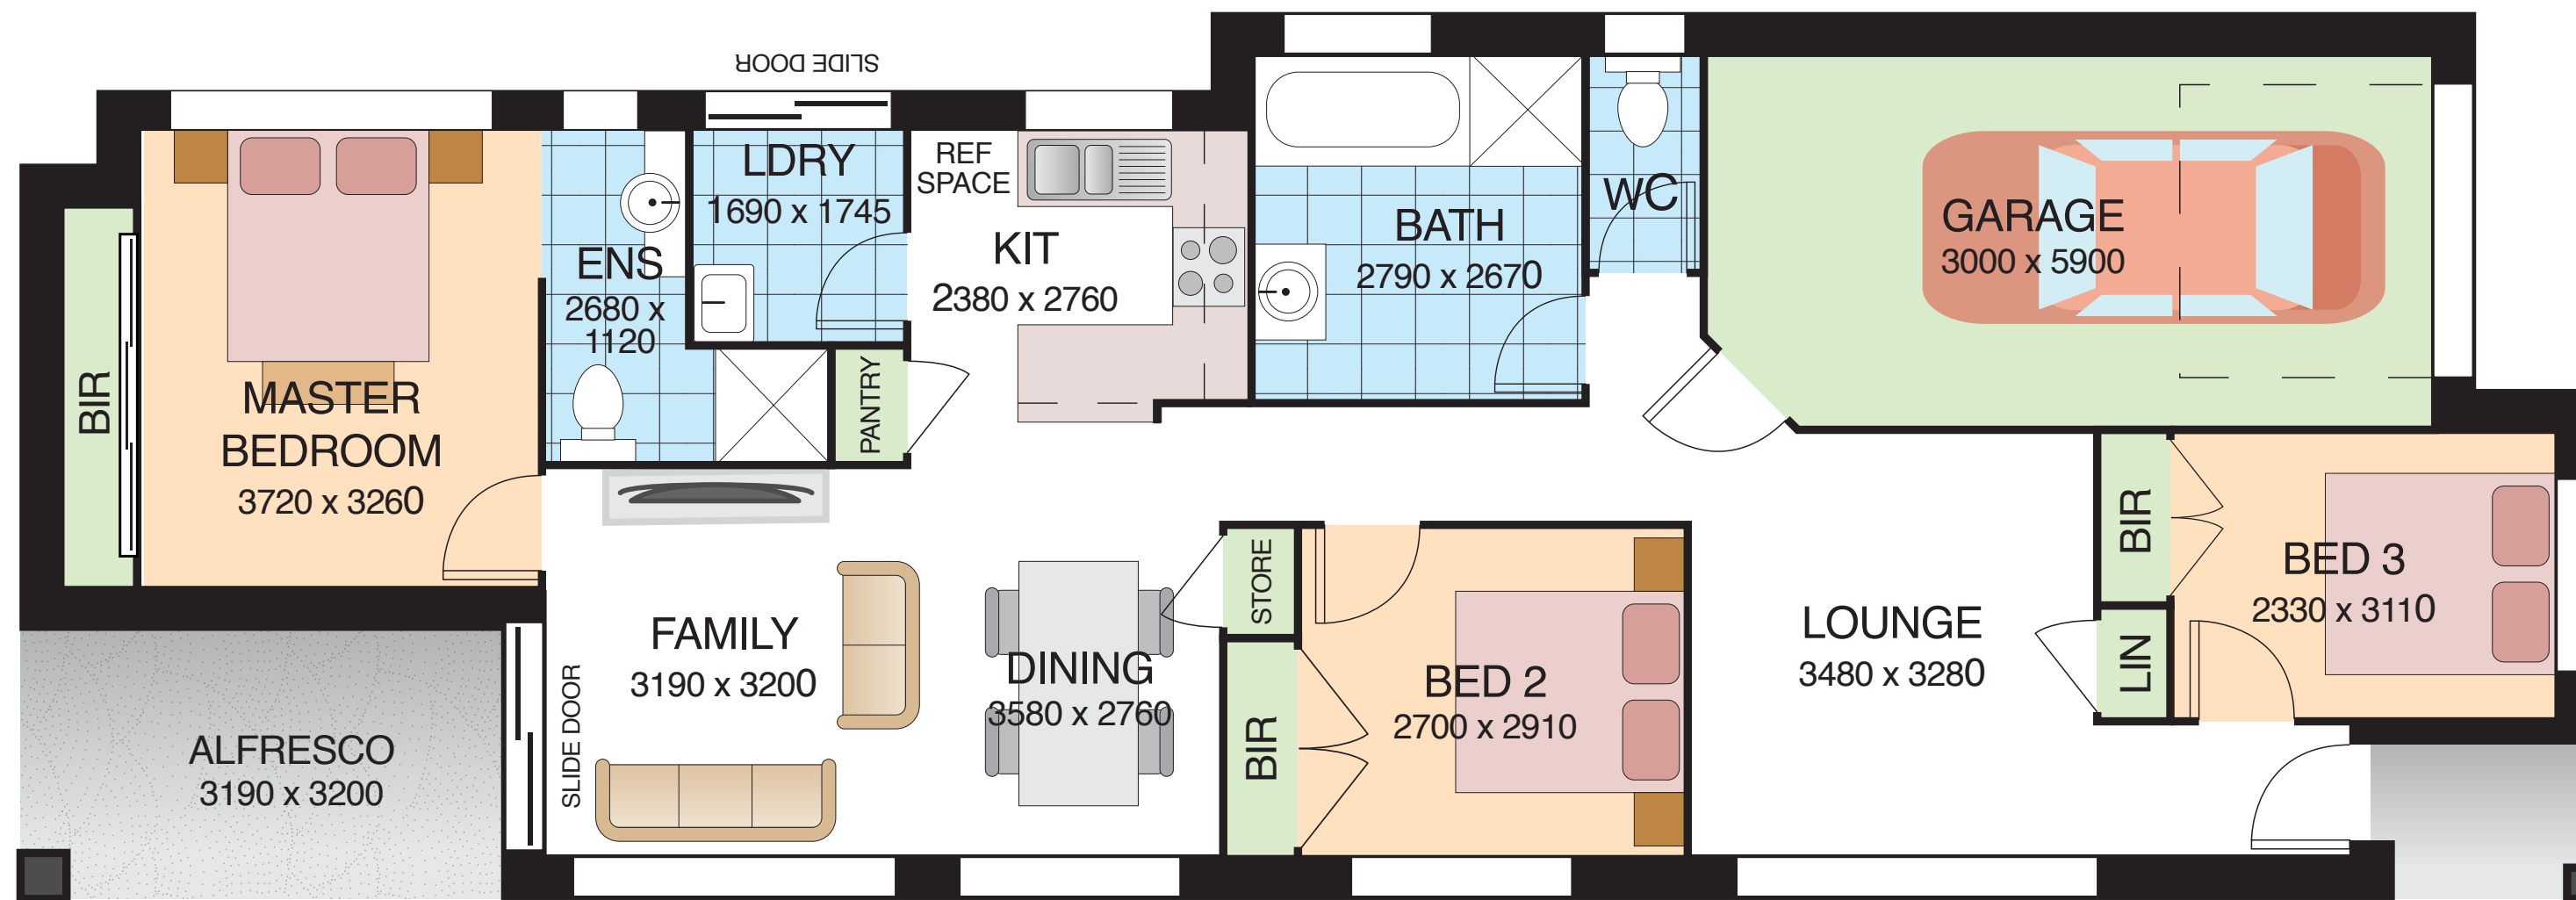 SLIDE DOOR
LDRY
1690 x 1745
REF
SPACE
KIT
2380 x 2760
ENS
2680 x
1120
BATH
2790 x 2670
WC
GARAGE
3000 x 5900
BIR
MASTER
BEDROOM
3720 x 3260
PANTRY
BIR
BED 3
2330 x 3110
STORE
FAMILY
3190 x 3200
DINING
3580 x 2760
BED 2
2700 x 2910
LOUNGE
3480 x 3280
LIN
SLIDE DOOR
BIR
ALFRESCO
3190 x 3200